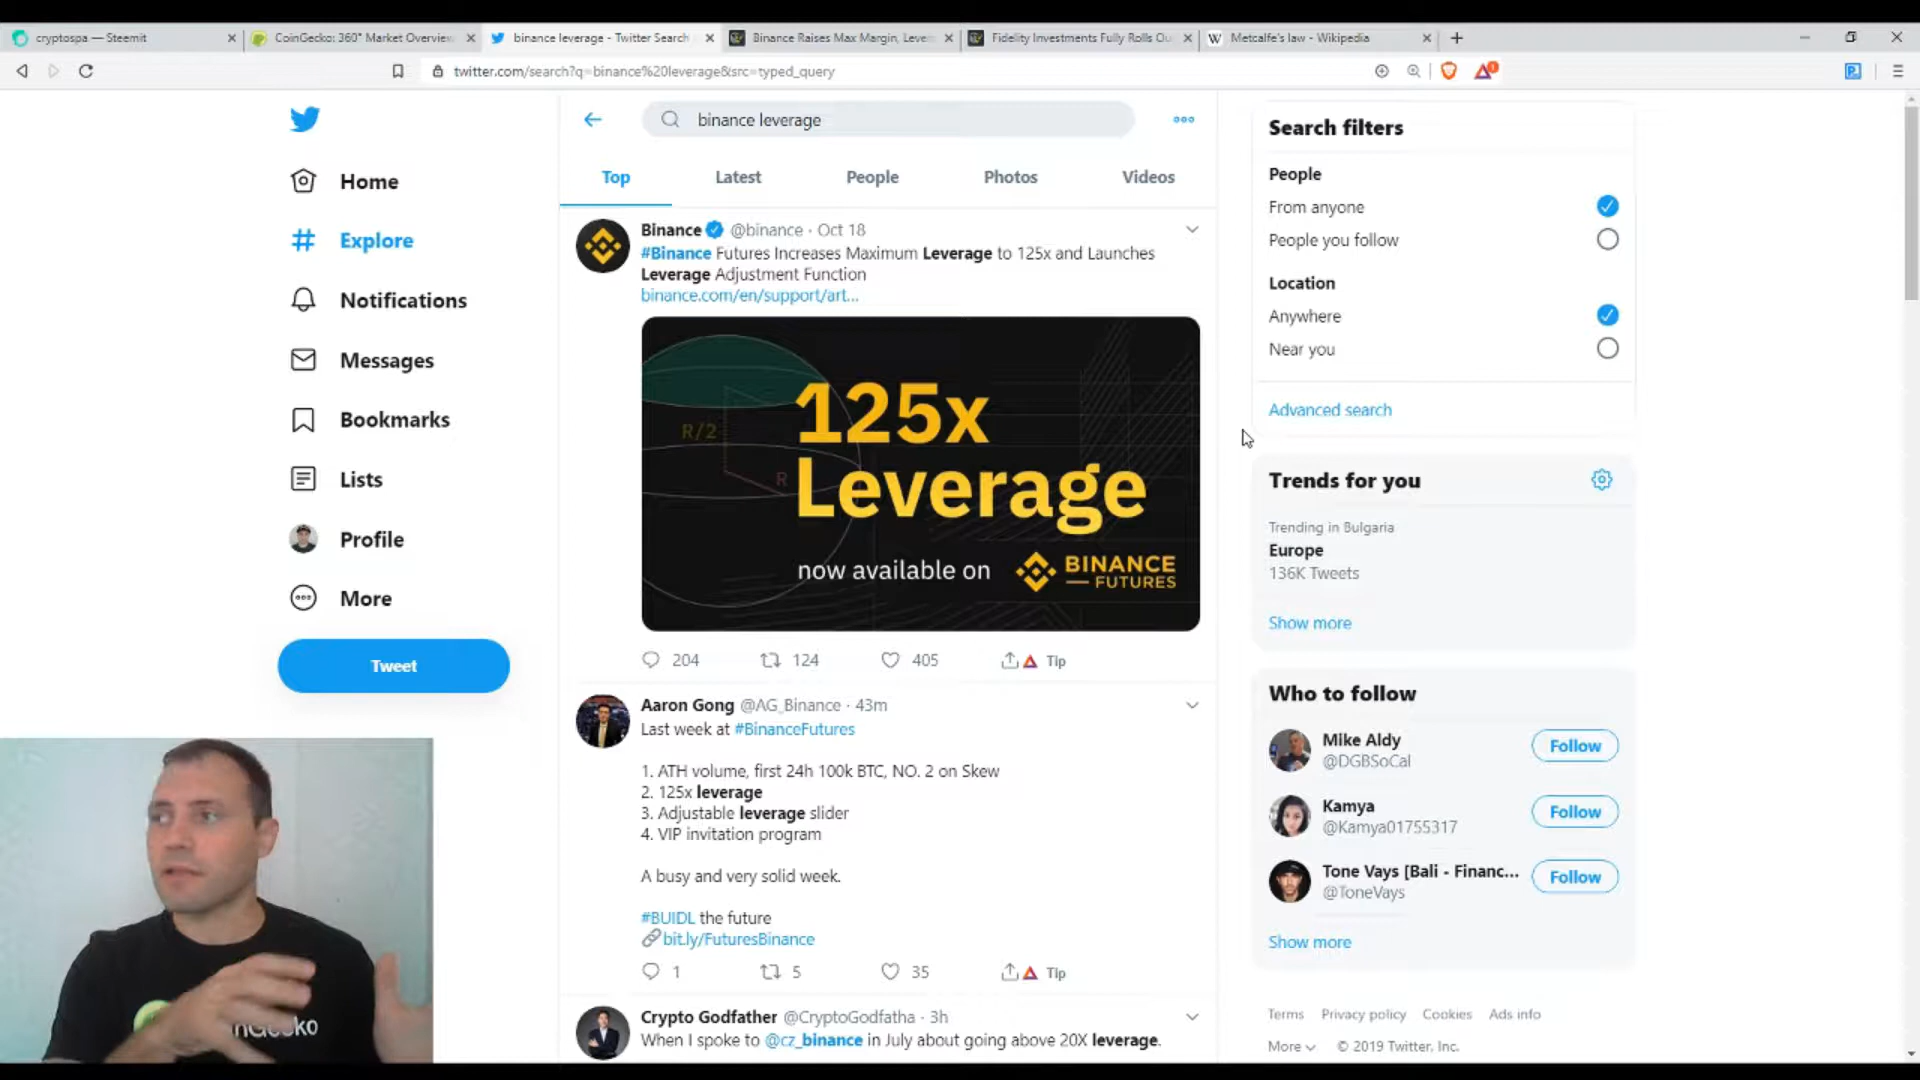 cryptospa — Steemit
CoinGecko: 360° Market Overview
binance leverage - Twitter Search
Binance Raises Max Margin, Lever
Fidelity Investments Fully Rolls Ou
Metcalfe's law - Wikipedia
twitter.com/search?q=binance%20leverage&src=typed_query
binance leverage
Top
Latest
People
Photos
Videos
Home
Explore
Notifications
Messages
Bookmarks
Lists
Profile
More
Tweet
Binance @binance · Oct 18
#Binance Futures Increases Maximum Leverage to 125x and Launches
Leverage Adjustment Function
binance.com/en/support/art...
R/2
R
125x
Leverage
now available on
BINANCE
FUTURES
204
124
405
Tip
Aaron Gong @AG_Binance · 43m
Last week at #BinanceFutures
1. ATH volume, first 24h 100k BTC, NO. 2 on Skew
2. 125x leverage
3. Adjustable leverage slider
4. VIP invitation program
A busy and very solid week.
#BUIDL the future
bit.ly/FuturesBinance
1
5
35
Tip
Crypto Godfather @CryptoGodfatha · 3h
When I spoke to @cz_binance in July about going above 20X leverage.
Search filters
People
From anyone
People you follow
Location
Anywhere
Near you
Advanced search
Trends for you
Trending in Bulgaria
Europe
136K Tweets
Show more
Who to follow
Mike Aldy
@DGBSoCal
Follow
Kamya
@Kamya01755317
Follow
Tone Vays [Bali - Financ...
@ToneVays
Follow
Show more
Terms
Privacy policy
Cookies
Ads info
More
© 2019 Twitter, Inc.